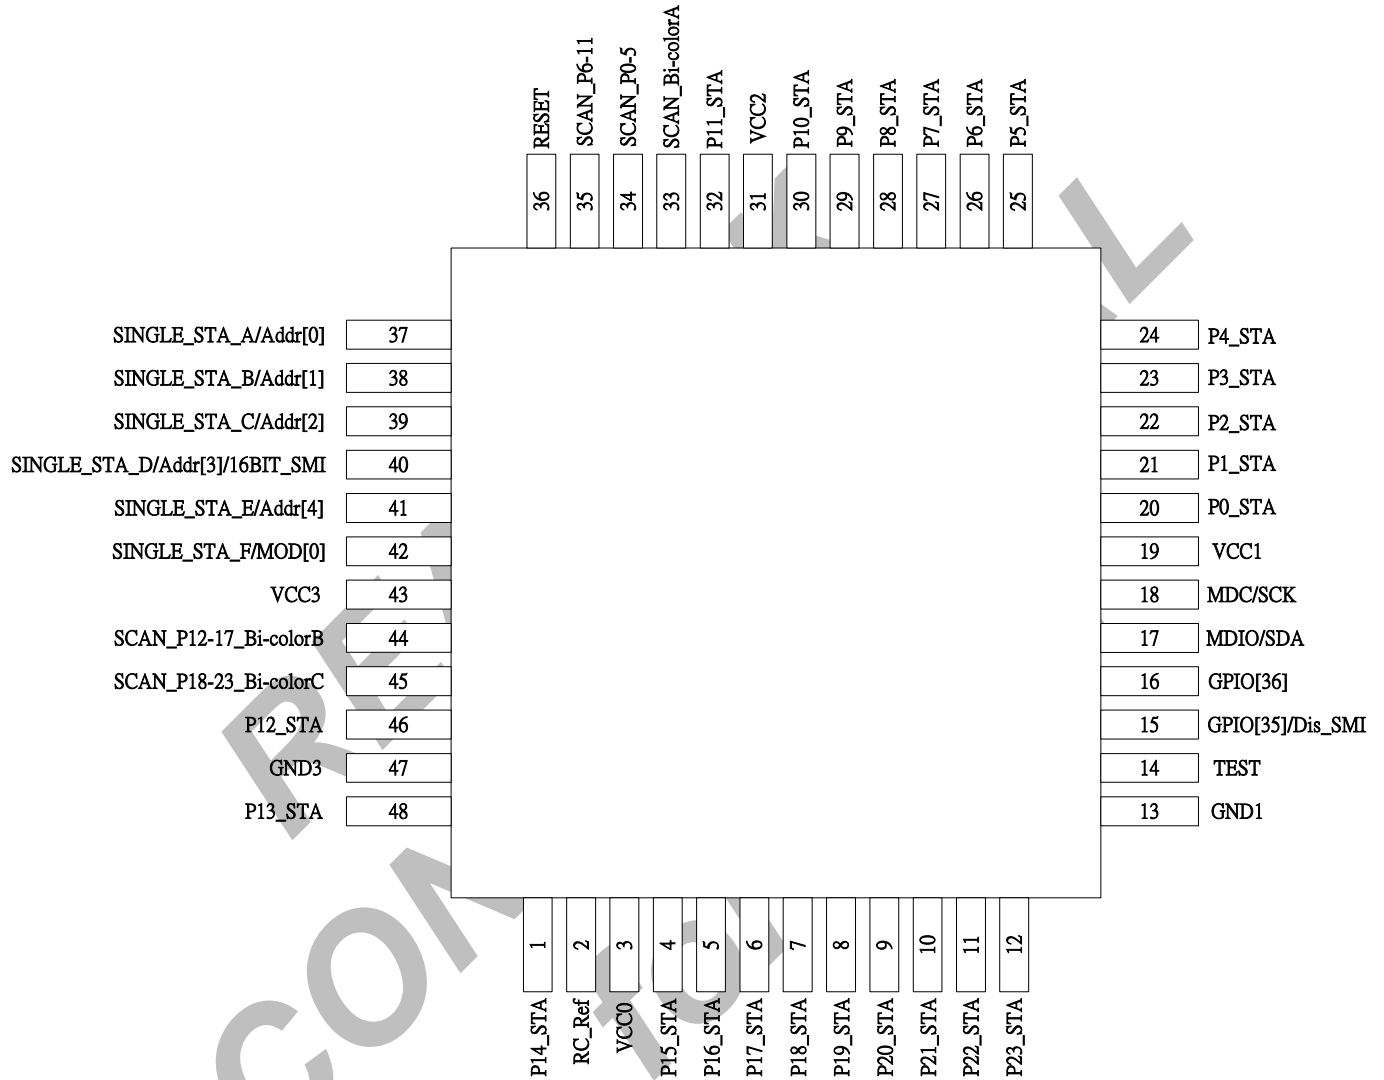 RESET
SCAN_P6-11
SCAN_P0-5
SCAN_Bi-colorA
P11_STA
VCC2
P10_STA
P9_STA
P8_STA
P7_STA
P6_STA
P5_STA
36
35
34
33
32
31
30
29
28
27
26
25
SINGLE_STA_A/Addr[0] 37
SINGLE_STA_B/Addr[1] 38
SINGLE_STA_C/Addr[2] 39
SINGLE_STA_D/Addr[3]/16BIT_SMI 40
SINGLE_STA_E/Addr[4] 41
SINGLE_STA_F/MOD[0] 42
VCC3 43
SCAN_P12-17_Bi-colorB 44
SCAN_P18-23_Bi-colorC 45
P12_STA 46
GND3 47
P13_STA 48
24 P4_STA
23 P3_STA
22 P2_STA
21 P1_STA
20 P0_STA
19 VCC1
18 MDC/SCK
17 MDIO/SDA
16 GPIO[36]
15 GPIO[35]/Dis_SMI
14 TEST
13 GND1
1
2
3
4
5
6
7
8
9
10
11
12
P14_STA
RC_Ref
VCC0
P15_STA
P16_STA
P17_STA
P18_STA
P19_STA
P20_STA
P21_STA
P22_STA
P23_STA